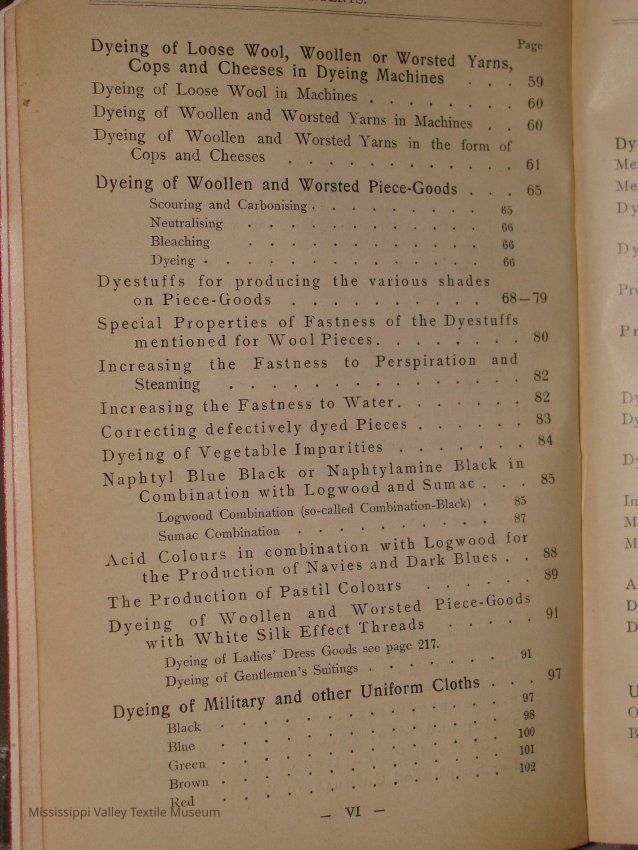 Page
Dyeing of Loose Wool, Woollen or Worsted Yarns,
Cops and Cheeses in Dyeing Machines . . . 59
Dyeing of Loose Wool in Machines . . . . . . . 60
Dyeing of Woollen and Worsted Yarns in Machines . . 60
Dyeing of Woollen and Worsted Yarns in the form of
Cops and Cheeses . . . . . . . . . . . . 61
Dyeing of Woollen and Worsted Piece-Goods . . . 65
Scouring and Carbonising . . . . . . . . 65
Neutralising . . . . . . . . . . . 66
Bleaching . . . . . . . . . . . 66
Dyeing . . . . . . . . . . . . . 66
Dyestuffs for producing the various shades
on Piece-Goods . . . . . . . . . 68—79
Special Properties of Fastness of the Dyestuffs
mentioned for Wool Pieces. . . . . . . . 80
Increasing the Fastness to Perspiration and
Steaming . . . . . . . . . . . . . . 82
Increasing the Fastness to Water. . . . . . . 82
Correcting defectively dyed Pieces . . . . . . 83
Dyeing of Vegetable Impurities . . . . . . . 84
Naphtyl Blue Black or Naphtylamine Black in
Combination with Logwood and Sumac . . . 85
Logwood Combination (so-called Combination-Black) . 85
Sumac Combination . . . . . . . . . 87
Acid Colours in combination with Logwood for
the Production of Navies and Dark Blues . . 88
The Production of Pastil Colours . . . . . . 89
Dyeing of Woollen and Worsted Piece-Goods
with White Silk Effect Threads . . . . . 91
Dyeing of Ladies' Dress Goods see page 217.
Dyeing of Gentlemen's Suitings . . . . . . 91
Dyeing of Military and other Uniform Cloths . . . 97
Black . . . . . . . . . . . 97
Blue . . . . . . . . . . . 98
Green . . . . . . . . . . . 100
Brown . . . . . . . . . . . 101
Red . . . . . . . . . . . 102
— VI —
Mississippi Valley Textile Museum